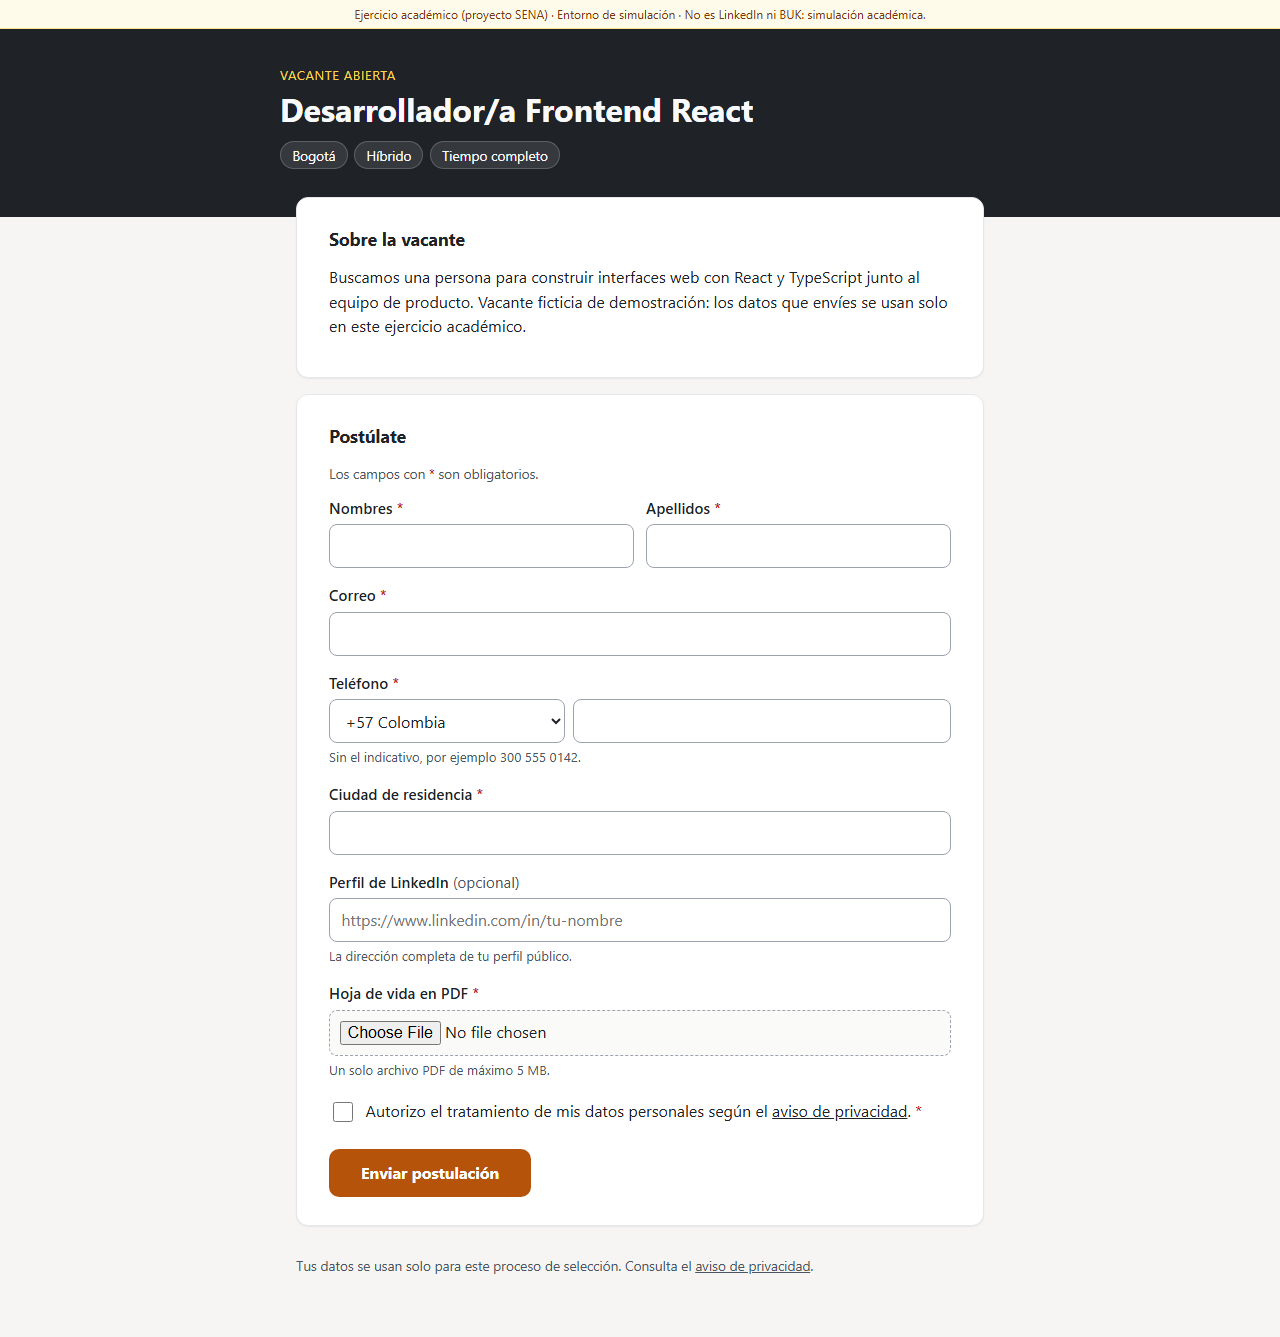 Ejercicio académico (proyecto SENA) · Entorno de simulación · No es LinkedIn ni BUK: simulación académica.
VACANTE ABIERTA
Desarrollador/a Frontend React
Bogotá
Híbrido
Tiempo completo
Sobre la vacante
Buscamos una persona para construir interfaces web con React y TypeScript junto al
equipo de producto. Vacante ficticia de demostración: los datos que envíes se usan solo
en este ejercicio académico.
Postúlate
Los campos con * son obligatorios.
Nombres *
Apellidos *
Correo *
Teléfono *
+57 Colombia
Sin el indicativo, por ejemplo 300 555 0142.
Ciudad de residencia *
Perfil de LinkedIn (opcional)
https://www.linkedin.com/in/tu-nombre
La dirección completa de tu perfil público.
Hoja de vida en PDF *
Choose File No file chosen
Un solo archivo PDF de máximo 5 MB.
Autorizo el tratamiento de mis datos personales según el aviso de privacidad. *
Enviar postulación
Tus datos se usan solo para este proceso de selección. Consulta el aviso de privacidad.